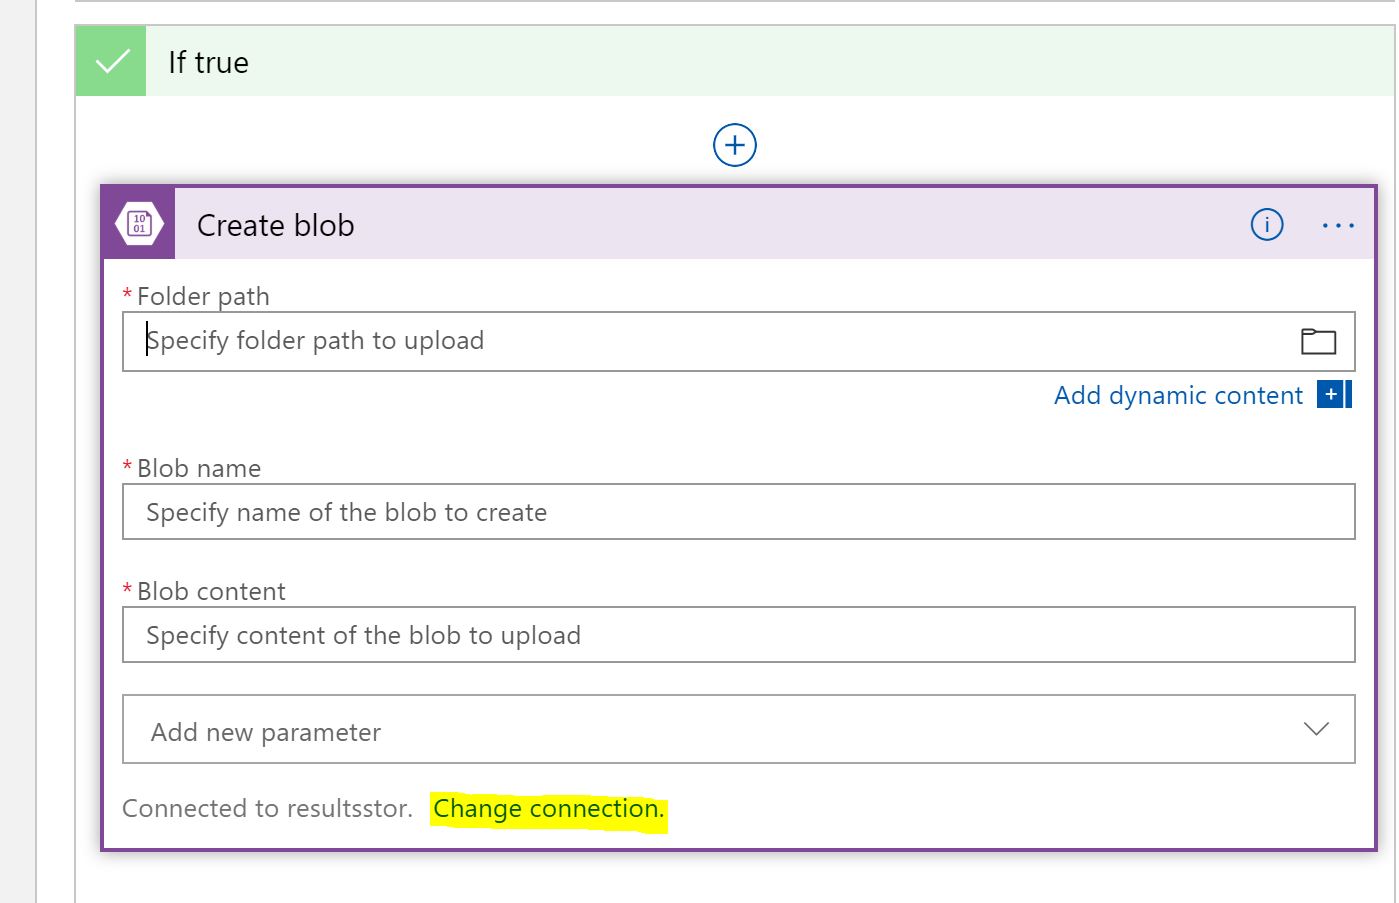 If true
10
01
Create blob
i
...
* Folder path
Specify folder path to upload
Add dynamic content
* Blob name
Specify name of the blob to create
* Blob content
Specify content of the blob to upload
Add new parameter
Connected to resultsstor. Change connection.